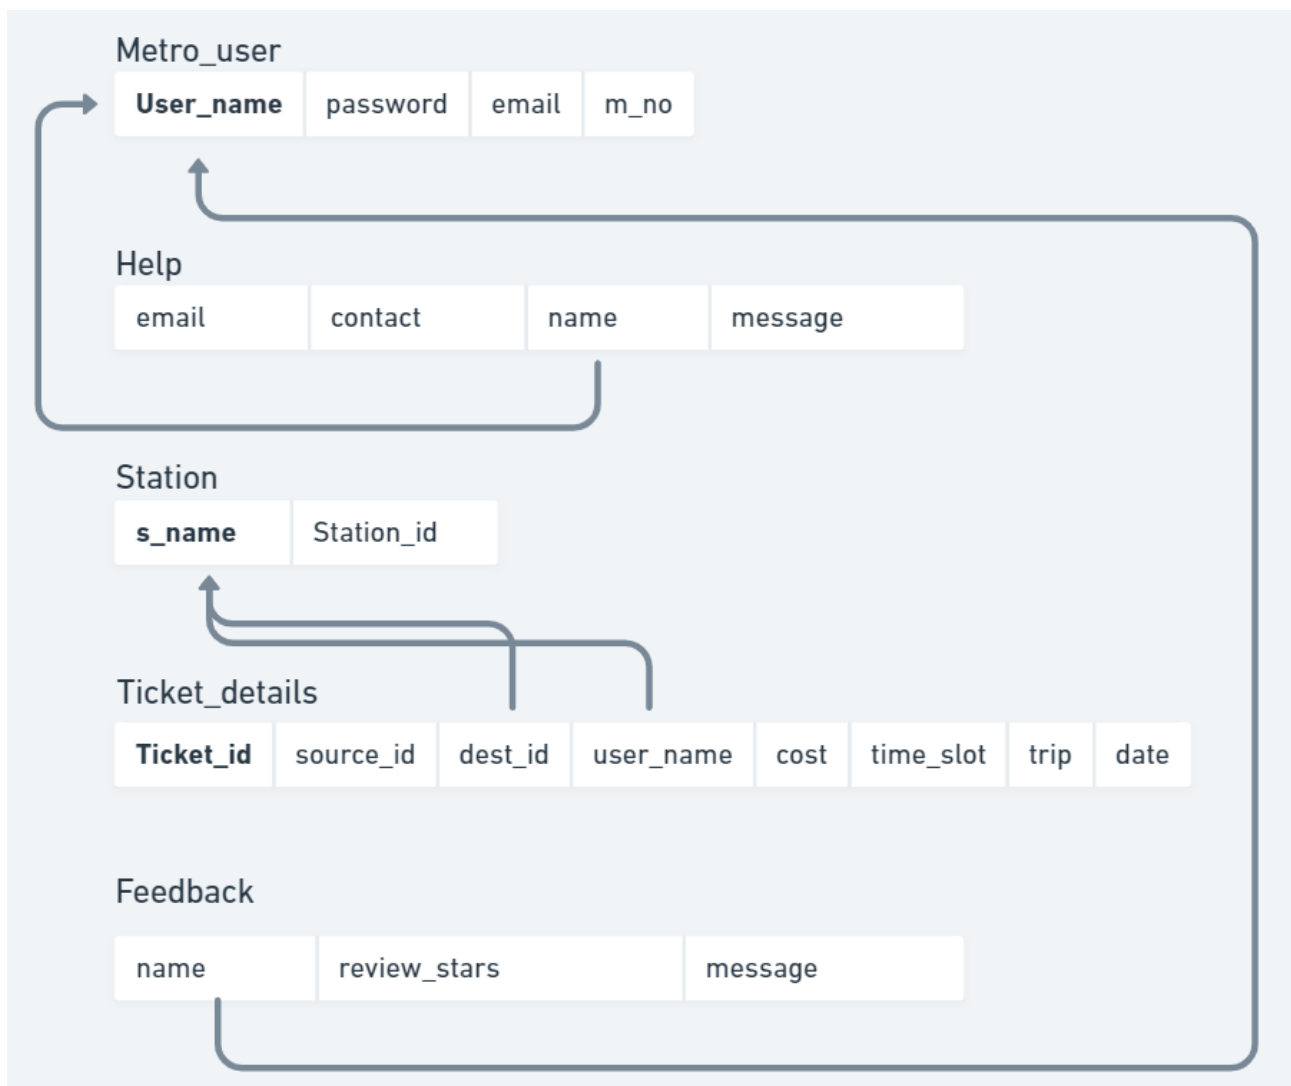 Metro_user
User_name password email m_no
Help
email contact name message
Station
s_name Station_id
Ticket_details
Ticket_id source_id dest_id user_name cost time_slot trip date
Feedback
name review_stars message